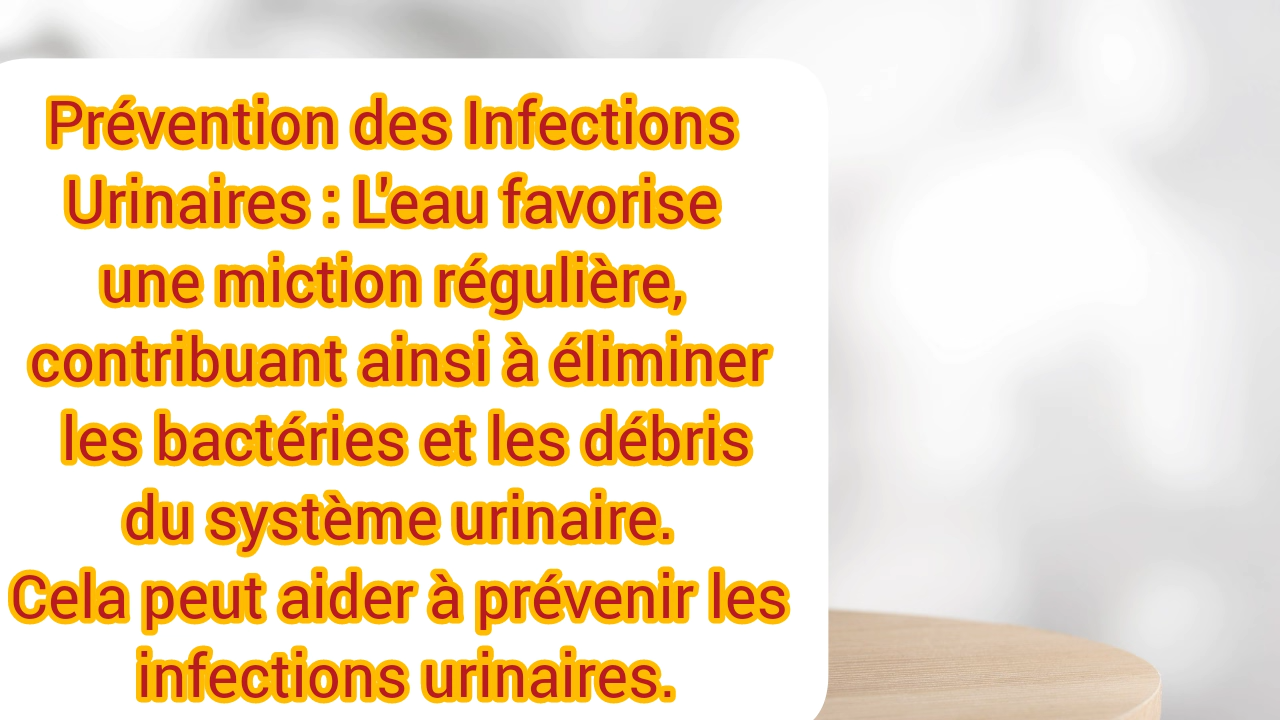 Prévention des Infections
Urinaires : L'eau favorise
une miction régulière,
contribuant ainsi à éliminer
les bactéries et les débris
du système urinaire.
Cela peut aider à prévenir les
infections urinaires.